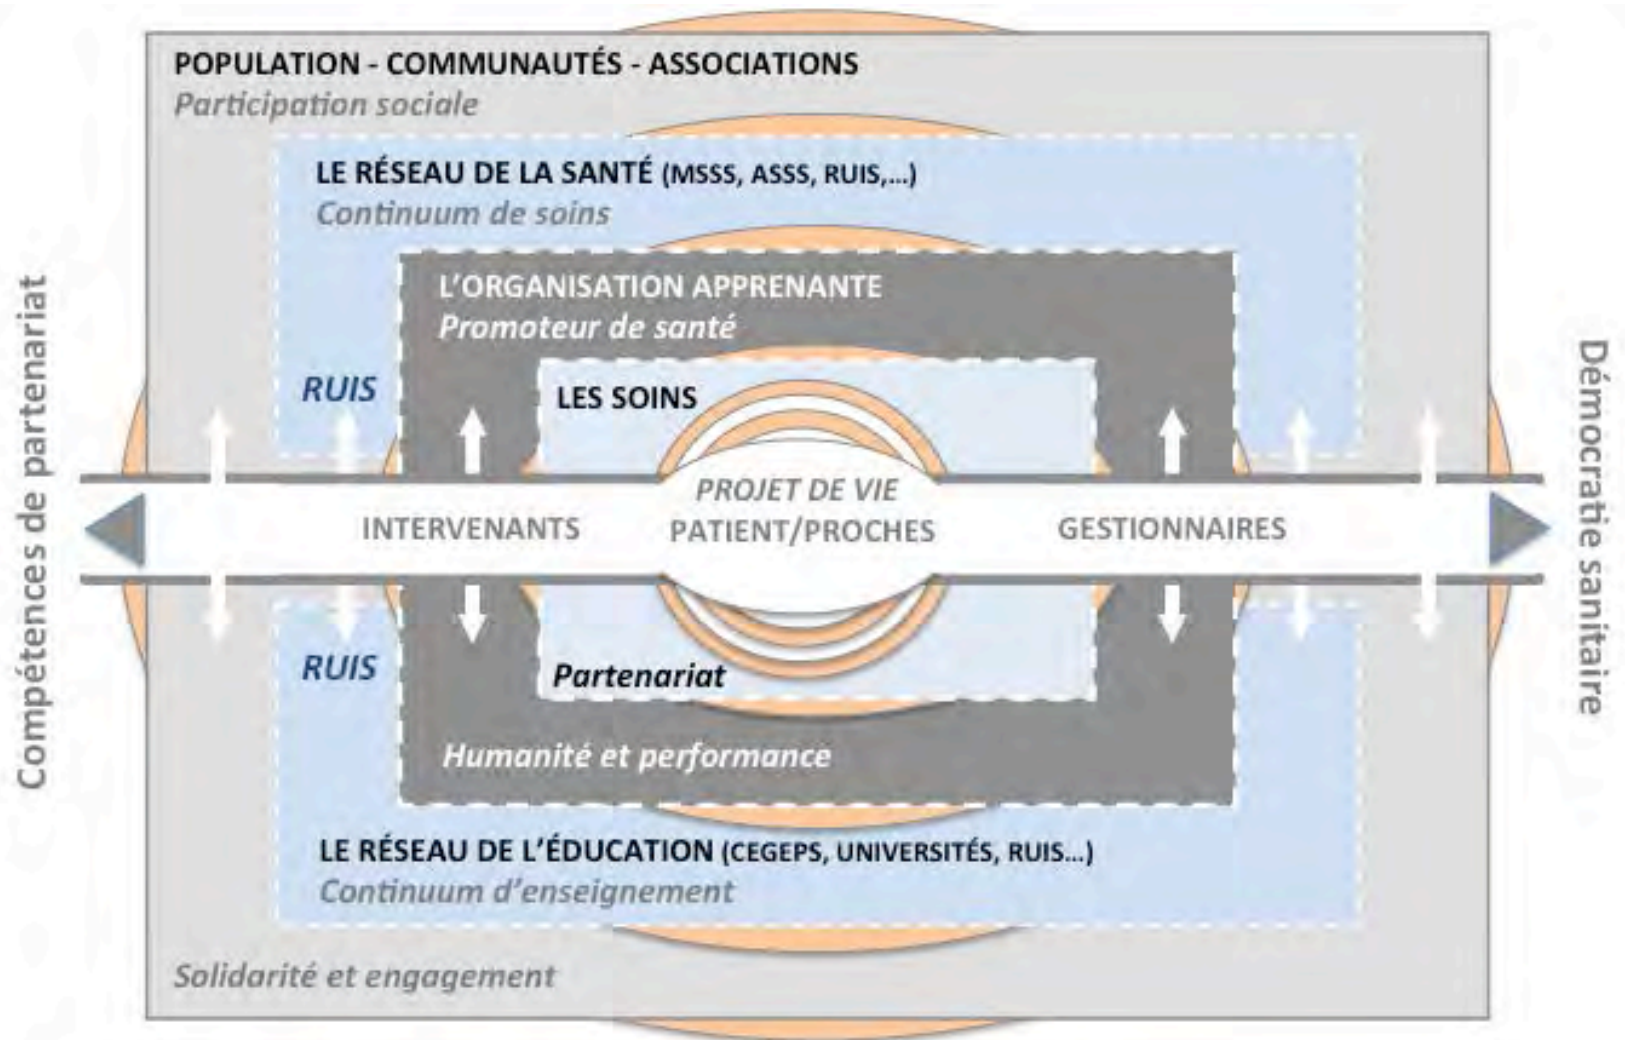 POPULATION - COMMUNAUTÉS - ASSOCIATIONS
Participation sociale
LE RÉSEAU DE LA SANTÉ (MSSS, ASSS, RUIS,...)
Continuum de soins
L'ORGANISATION APPRENANTE
Promoteur de santé
RUIS
LES SOINS
Compétences de partenariat
PROJET DE VIE
INTERVENANTS
PATIENT/PROCHES
GESTIONNAIRES
Démocratie sanitaire
RUIS
Partenariat
Humanité et performance
LE RÉSEAU DE L'ÉDUCATION (CEGEPS, UNIVERSITÉS, RUIS...)
Continuum d'enseignement
Solidarité et engagement